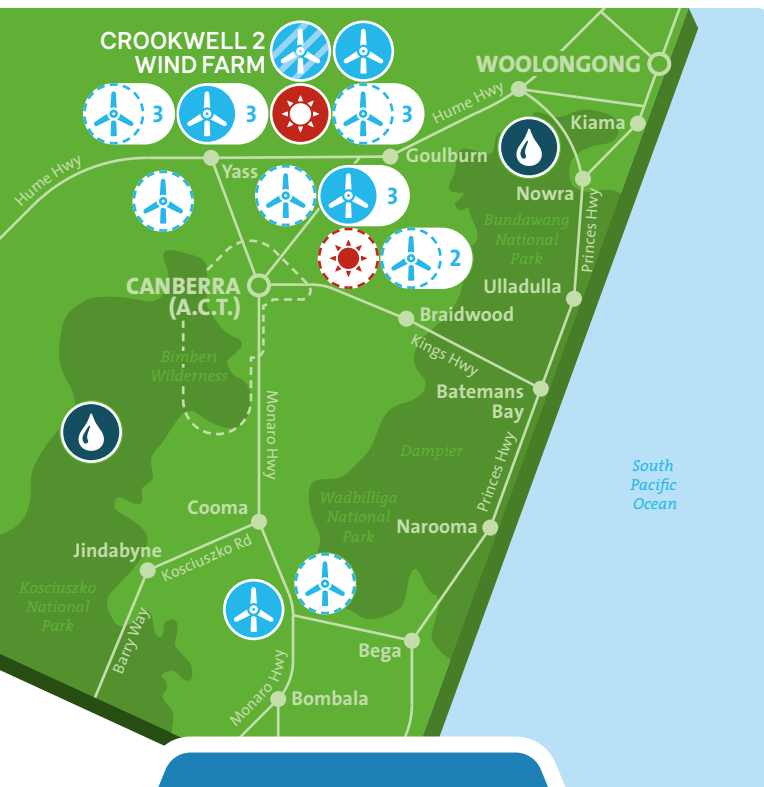 CROOKWELL 2
WIND FARM
WOOLONGONG
Hume Hwy
3
3
3
Kiama
Hume Hwy
Yass
Goulburn
3
Nowra
Princes Hwy
Bundawang
National
Park
2
CANBERRA
(A.C.T.)
Ulladulla
Braidwood
Kings Hwy
Bimberi
Wilderness
Batemans
Bay
Monaro Hwy
Dampier
Princes Hwy
South
Pacific
Ocean
Cooma
Wadbilliga
National
Park
Narooma
Jindabyne
Kosciuszko Rd
Kosciuszko
National
Park
Barry Way
Bega
Monaro Hwy
Bombala